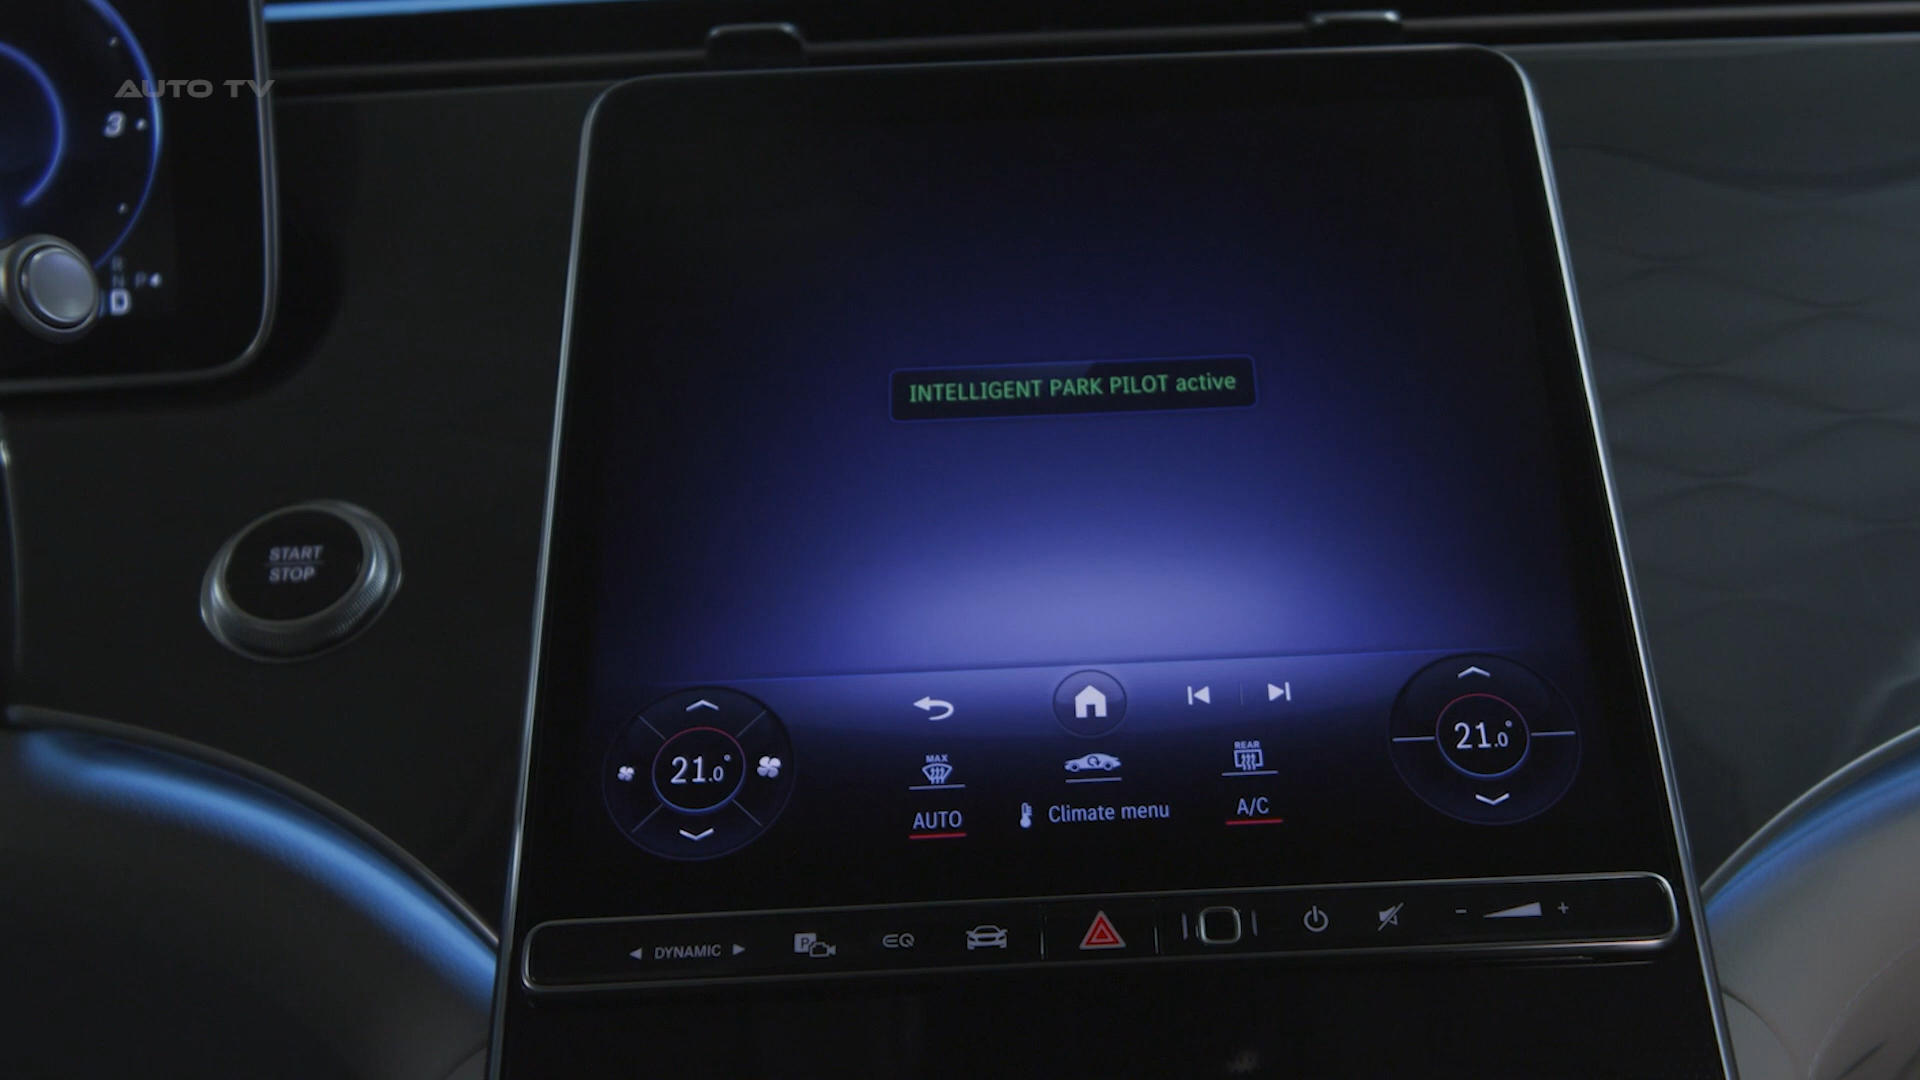 AUTO TV
3
R
N P
D
START
STOP
INTELLIGENT PARK PILOT active
21.0°
MAX
REAR
21.0°
AUTO
Climate menu
A/C
DYNAMIC
P
EQ
- +